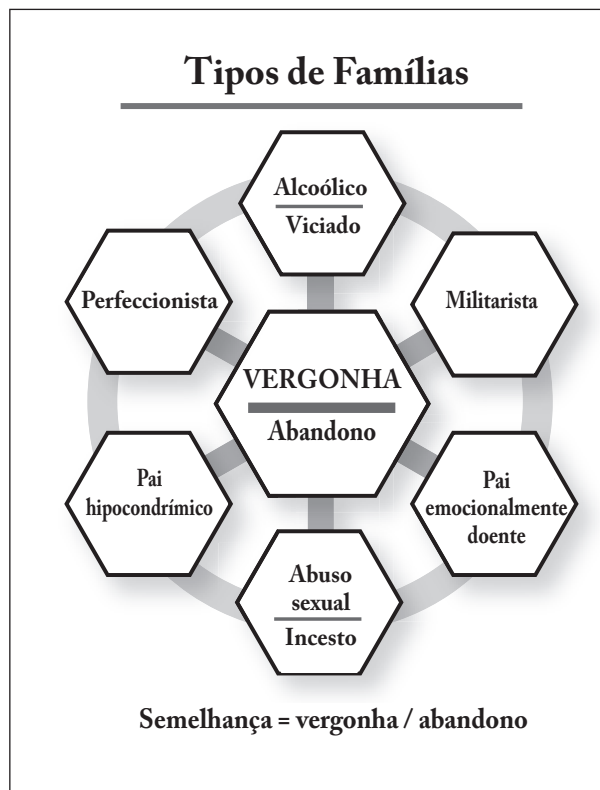 Tipos de Famílias
Alcoólico
Viciado
Perfeccionista
Militarista
VERGONHA
Abandono
Pai
hipocondrímico
Pai
emocionalmente
doente
Abuso
sexual
Incesto
Semelhança = vergonha / abandono